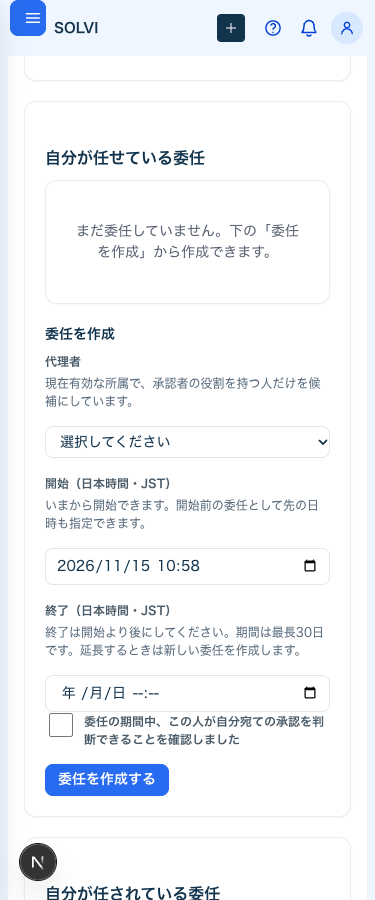 SOLVI
自分が任せている委任
まだ委任していません。下の「委任
を作成」から作成できます。
委任を作成
代理者
現在有効な所属で、承認者の役割を持つ人だけを候
補にしています。
選択してください
開始（日本時間・JST）
いまから開始できます。開始前の委任として先の日
時も指定できます。
2026/11/15 10:58
終了（日本時間・JST）
終了は開始より後にしてください。期間は最長30日
です。延長するときは新しい委任を作成します。
年 /月/日 --:--
委任の期間中、この人が自分宛ての承認を判
断できることを確認しました
委任を作成する
N
自分が任されている委任